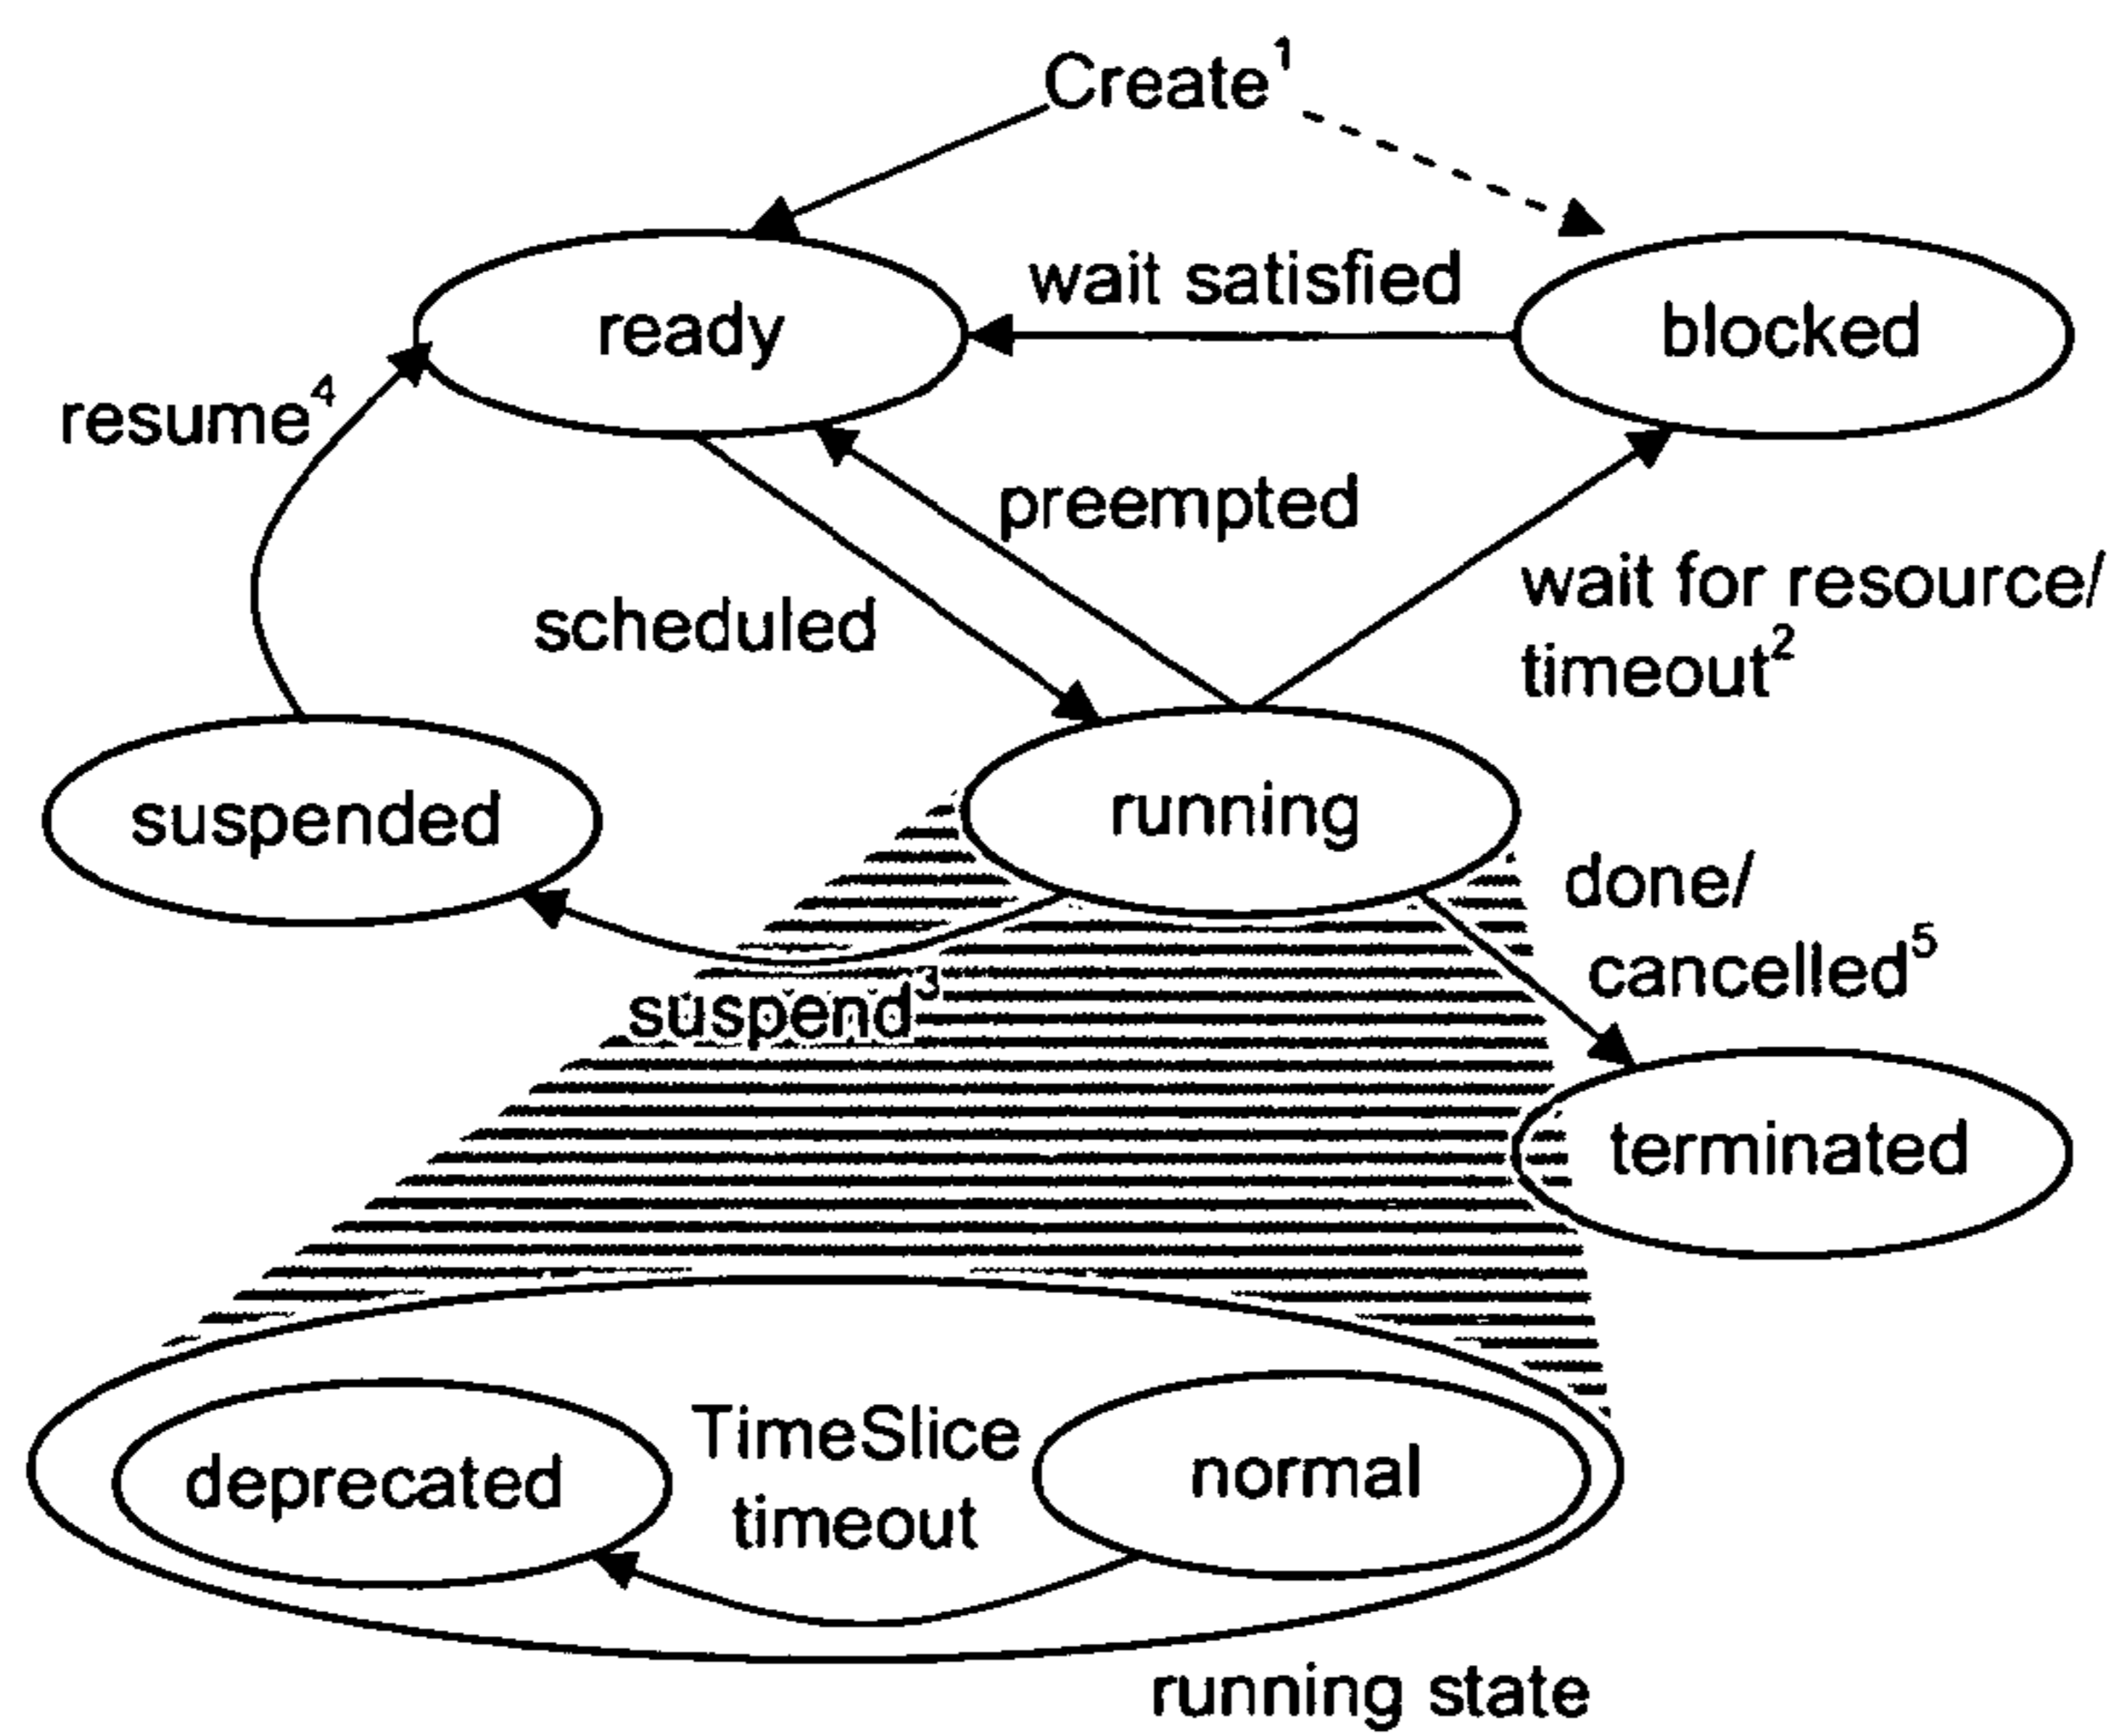 Create¹
wait satisfied
ready
blocked
resume⁴
preempted
scheduled
wait for resource/
timeout²
suspended
running
done/
cancelled⁵
suspend³
terminated
TimeSlice
timeout
deprecated
normal
running state